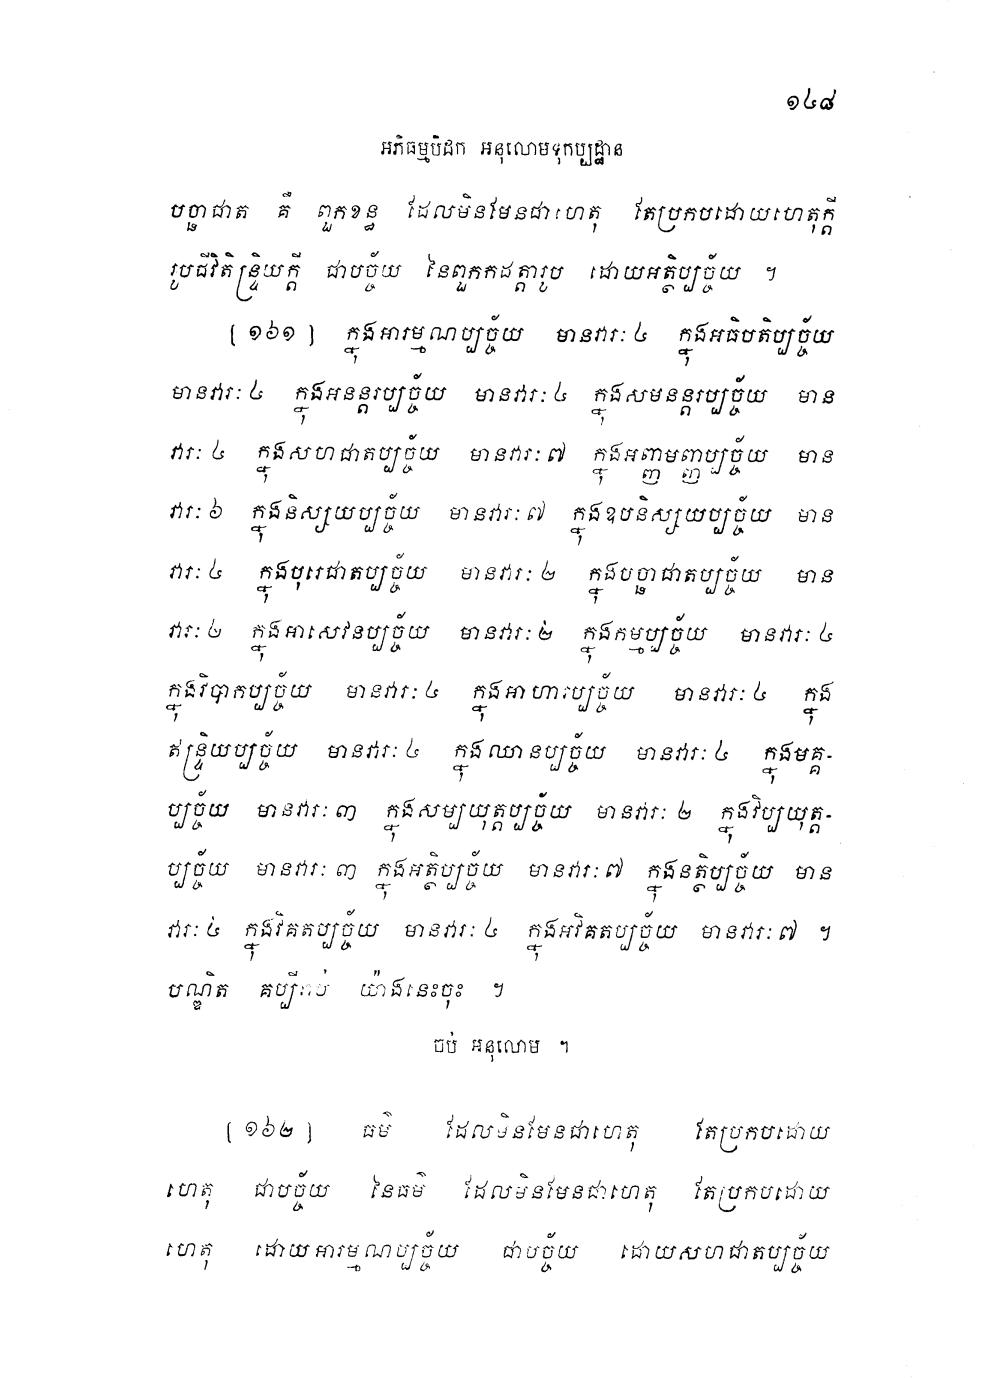 ១៤៨
អភិធម្មបិដក អនុលោមទុកប្បដ្ឋាន
បច្ឆាជាត គឺ ពួកខន្ធ ដែលមិនមែនជាហេតុ តែប្រកបដោយហេតុក្តី
រូបជីវិតិន្ទ្រិយក្តី ជាបច្ច័យ នៃពួកកដត្តារូប ដោយអត្ថិប្បច្ច័យ ។
[ ១៦១ ] ក្នុងអារម្មណប្បច្ច័យ មានវារៈ ៤ ក្នុងអធិបតិប្បច្ច័យ
មានវារៈ ៤ ក្នុងអនន្តរប្បច្ច័យ មានវារៈ ៤ ក្នុងសមនន្តរប្បច្ច័យ មាន
វារៈ ៤ ក្នុងសហជាតប្បច្ច័យ មានវារៈ ៧ ក្នុងអញ្ញមញ្ញប្បច្ច័យ មាន
វារៈ ៦ ក្នុងនិស្សយប្បច្ច័យ មានវារៈ ៧ ក្នុងឧបនិស្សយប្បច្ច័យ មាន
វារៈ ៤ ក្នុងបុរេជាតប្បច្ច័យ មានវារៈ ២ ក្នុងបច្ឆាជាតប្បច្ច័យ មាន
វារៈ ២ ក្នុងអាសេវនប្បច្ច័យ មានវារៈ ២ ក្នុងកម្មប្បច្ច័យ មានវារៈ ៤
ក្នុងវិបាកប្បច្ច័យ មានវារៈ ៤ ក្នុងអាហារប្បច្ច័យ មានវារៈ ៤ ក្នុង
ឥន្ទ្រិយប្បច្ច័យ មានវារៈ ៤ ក្នុងឈានប្បច្ច័យ មានវារៈ ៤ ក្នុងមគ្គ-
ប្បច្ច័យ មានវារៈ ៣ ក្នុងសម្បយុត្តប្បច្ច័យ មានវារៈ ២ ក្នុងវិប្បយុត្ត-
ប្បច្ច័យ មានវារៈ ៣ ក្នុងអត្ថិប្បច្ច័យ មានវារៈ ៧ ក្នុងនត្ថិប្បច្ច័យ មាន
វារៈ ៤ ក្នុងវិគតប្បច្ច័យ មានវារៈ ៤ ក្នុងអវិគតប្បច្ច័យ មានវារៈ ៧ ។
បណ្ឌិត គប្បីរាប់ យ៉ាងនេះចុះ ។
ចប់ អនុលោម ។
[ ១៦២ ] ធម៌ ដែលមិនមែនជាហេតុ តែប្រកបដោយ
ហេតុ ជាបច្ច័យ នៃធម៌ ដែលមិនមែនជាហេតុ តែប្រកបដោយ
ហេតុ ដោយអារម្មណប្បច្ច័យ ជាបច្ច័យ ដោយសហជាតប្បច្ច័យ